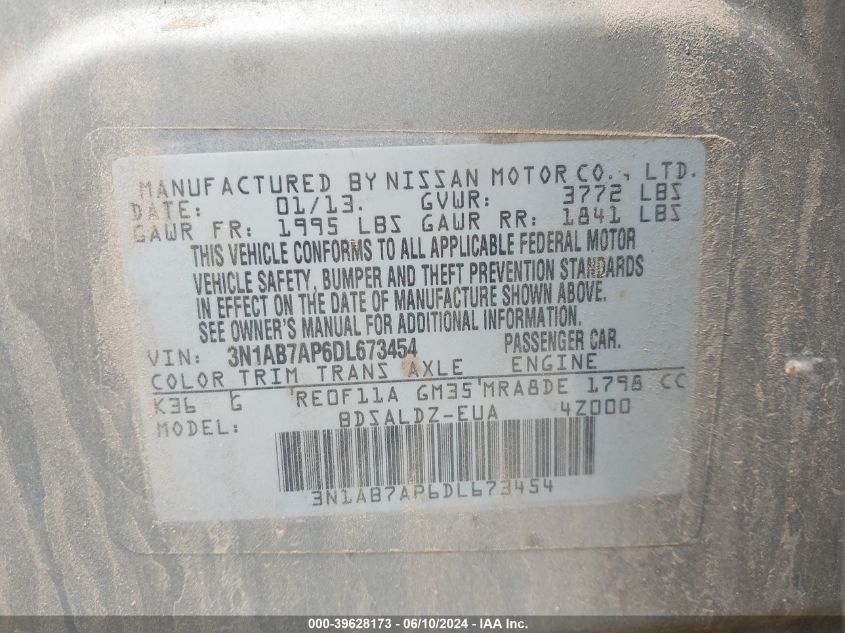 MANUFACTURED BY NISSAN MOTOR CO., LTD.
DATE: 01/13. GVWR: 3772 LBS
GAWR FR: 1995 LBS GAWR RR: 1841 LBS
THIS VEHICLE CONFORMS TO ALL APPLICABLE FEDERAL MOTOR
VEHICLE SAFETY, BUMPER AND THEFT PREVENTION STANDARDS
IN EFFECT ON THE DATE OF MANUFACTURE SHOWN ABOVE.
SEE OWNER'S MANUAL FOR ADDITIONAL INFORMATION.
VIN: 3N1AB7AP6DL673454 PASSENGER CAR.
COLOR TRIM TRANS AXLE ENGINE
K36 G RE0F11A GM35 MRA8DE 1798 CC
MODEL: BDSALDZ-EUA 4Z000
3N1AB7AP6DL673454
000-39628173 - 06/10/2024 - IAA Inc.